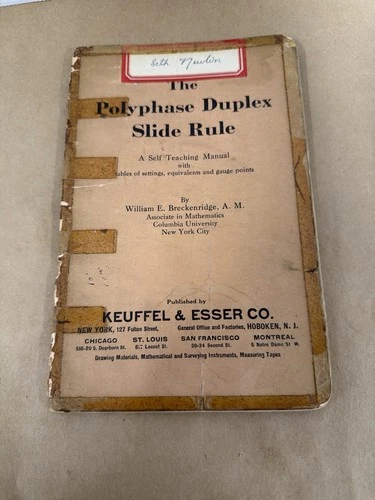 Seth Newlin
The
Polyphase Duplex
Slide Rule
A Self Teaching Manual
with
tables of settings, equivalents and gauge points
By
William E. Breckenridge, A. M.
Associate in Mathematics
Columbia University
New York City
Published by
KEUFFEL & ESSER CO.
NEW YORK, 127 Fulton Street, General Office and Factories, HOBOKEN, N. J.
CHICAGO ST. LOUIS SAN FRANCISCO MONTREAL
516-20 S. Dearborn St. Locust St. 30-34 Second St. 5 Notre Dame St. W.
Drawing Materials, Mathematical and Surveying Instruments, Measuring Tapes